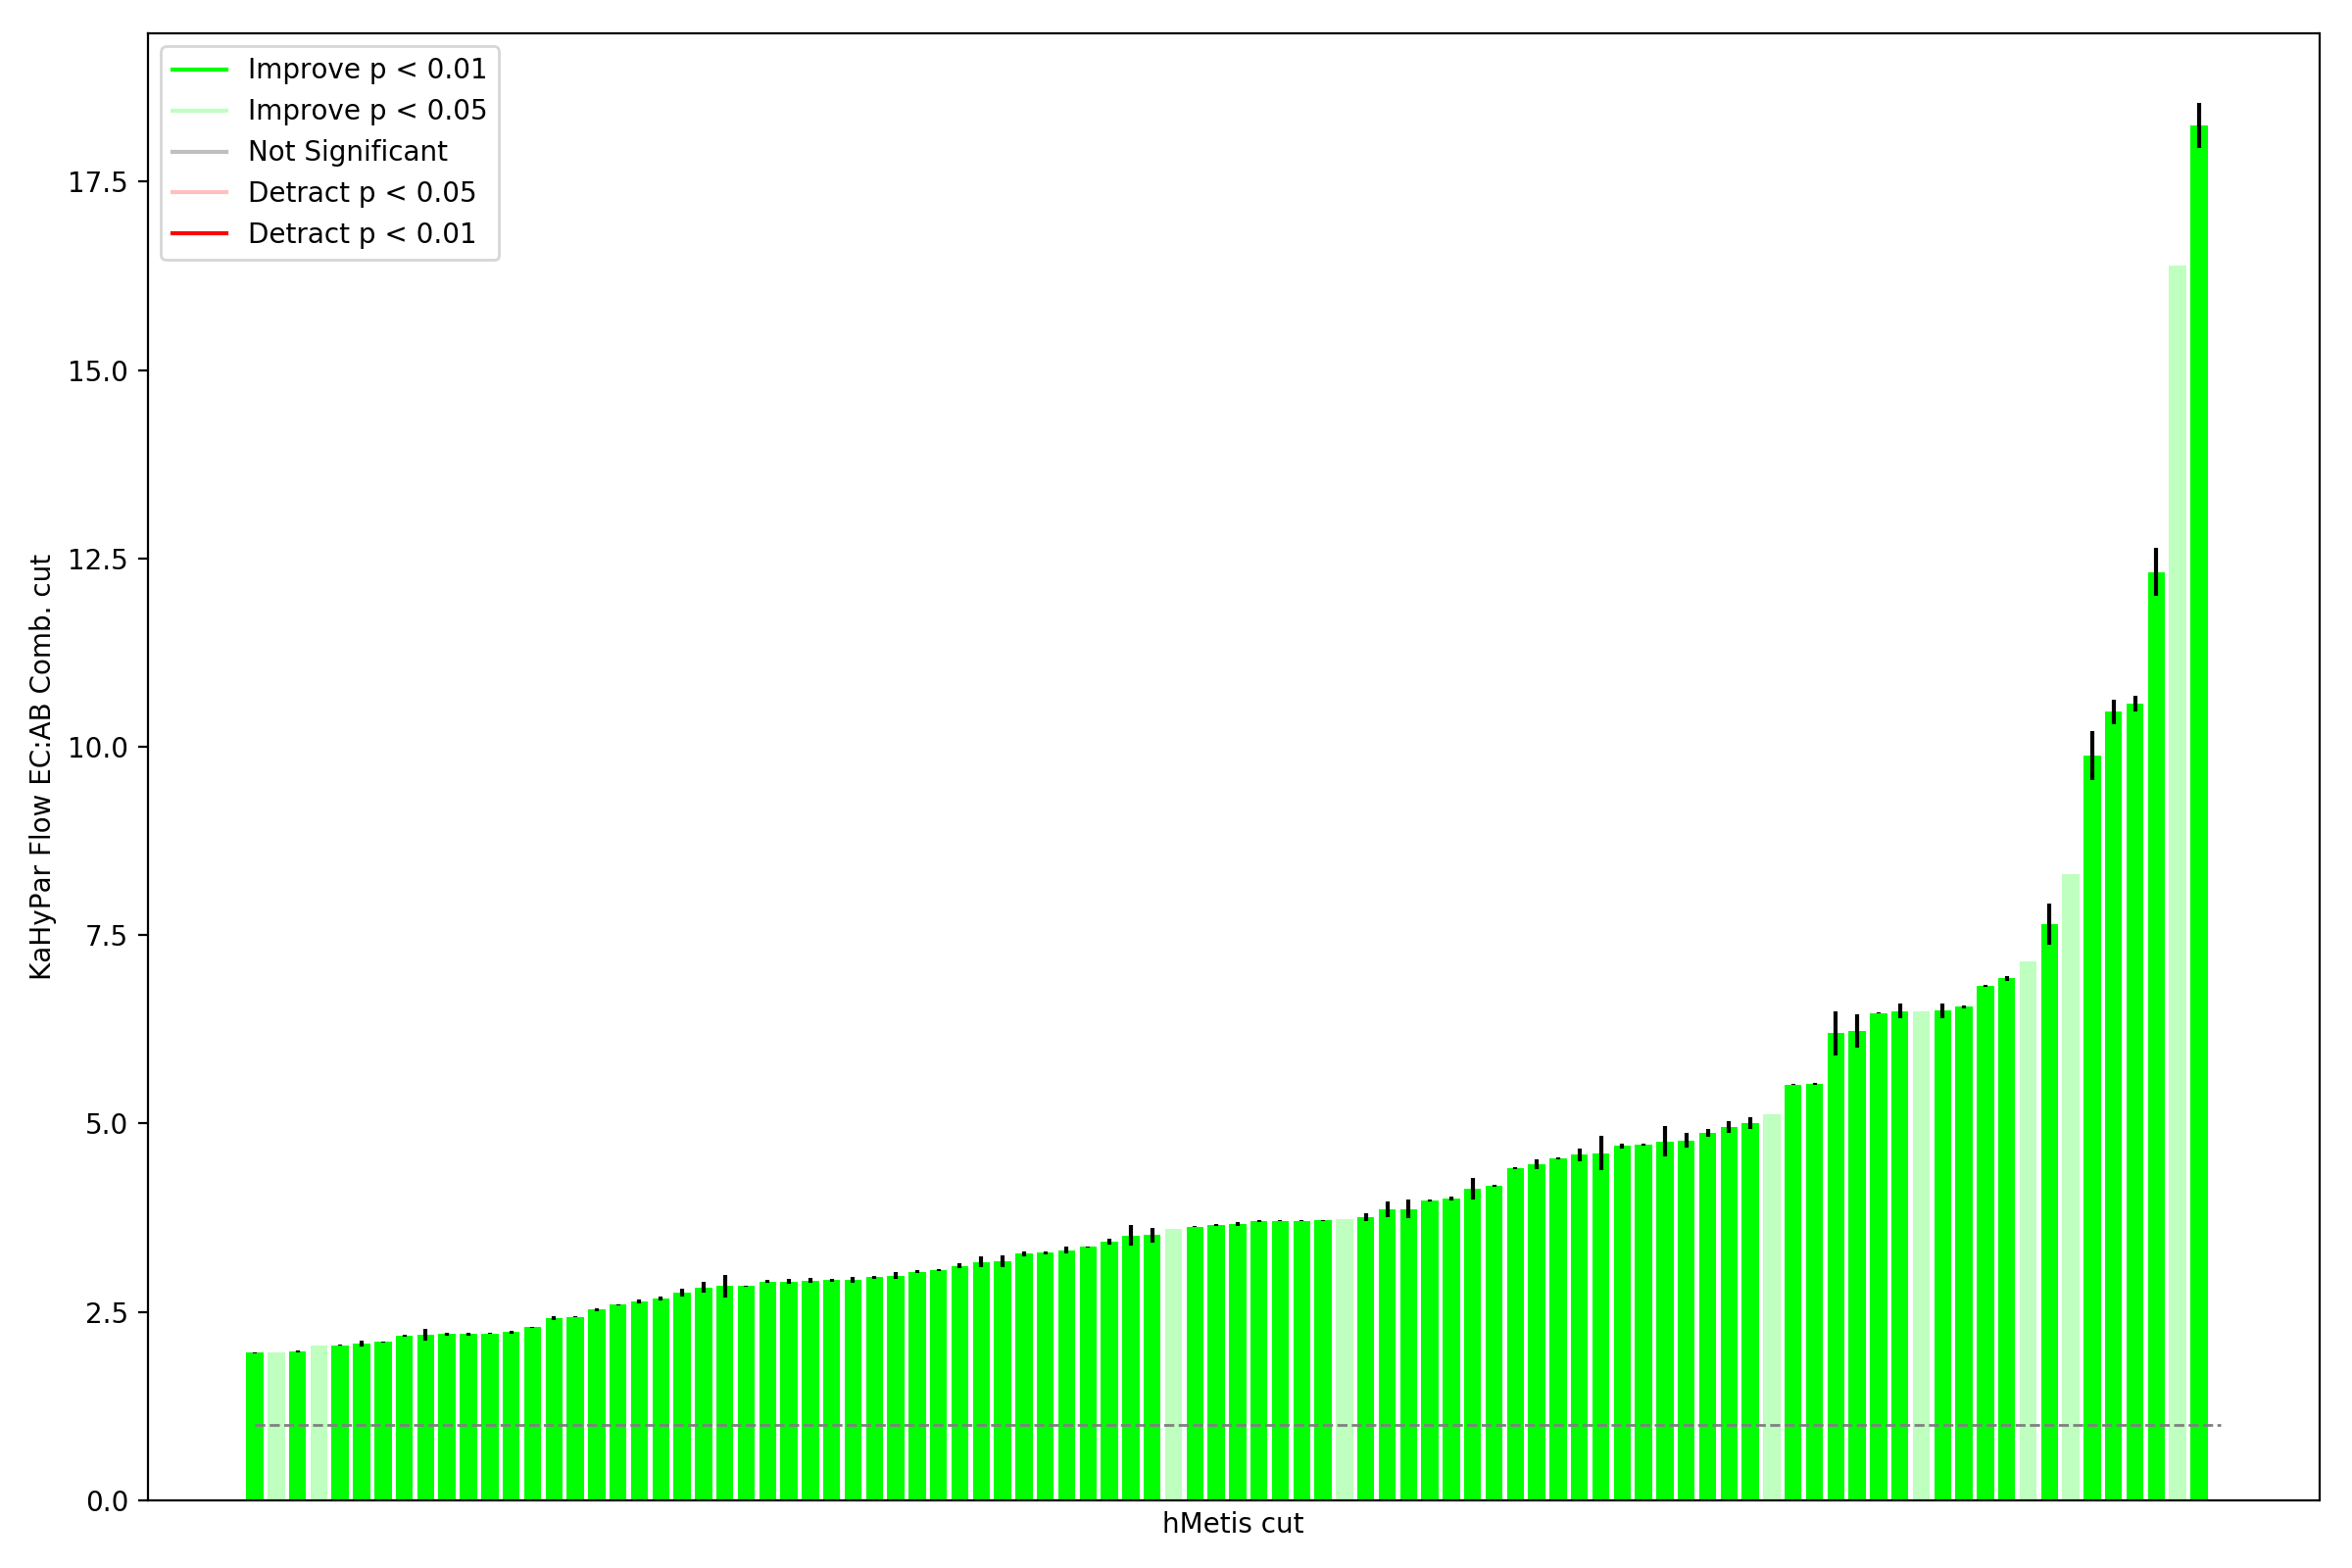 Improve p < 0.01
Improve p < 0.05
Not Significant
Detract p < 0.05
Detract p < 0.01
17.5
15.0
12.5
10.0
7.5
5.0
2.5
0.0
KaHyPar Flow EC:AB Comb. cut
hMetis cut